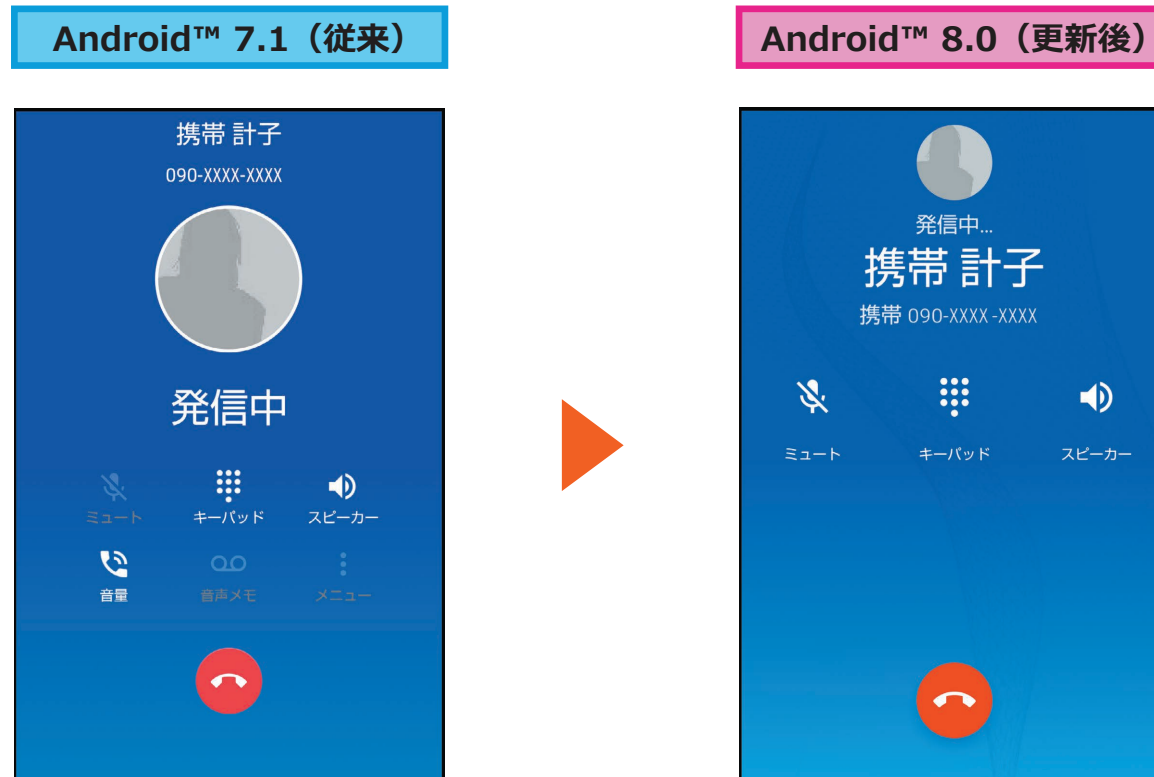 Android™ 7.1（従来）
携帯 計子
090-XXXX-XXXX
発信中
ミュート キーパッド スピーカー
音量 音声メモ メニュー
Android™ 8.0（更新後）
発信中...
携帯 計子
携帯 090-XXXX-XXXX
ミュート キーパッド スピーカー